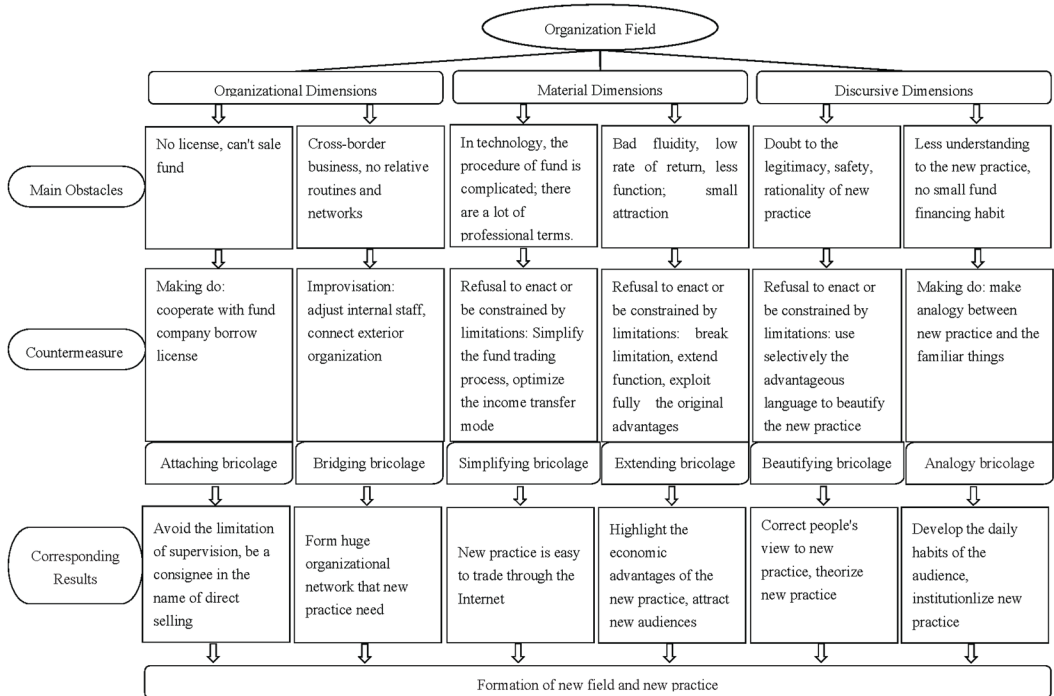 Organization Field
Organizational Dimensions
Material Dimensions
Discursive Dimensions
Main Obstacles
No license, can't sale
fund
Cross-border
business, no relative
routines and
networks
In technology, the
procedure of fund is
complicated; there
are a lot of
professional terms.
Bad fluidity, low
rate of return, less
function; small
attraction
Doubt to the
legitimacy, safety,
rationality of new
practice
Less understanding
to the new practice,
no small fund
financing habit
Countermeasure
Making do:
cooperate with fund
company borrow
license
Improvisation:
adjust internal staff,
connect exterior
organization
Refusal to enact or
be constrained by
limitations: Simplify
the fund trading
process, optimize
the income transfer
mode
Refusal to enact or
be constrained by
limitations: break
limitation, extend
function, exploit
fully the original
advantages
Refusal to enact or
be constrained by
limitations: use
selectively the
advantageous
language to beautify
the new practice
Making do: make
analogy between
new practice and the
familiar things
Attaching bricolage
Bridging bricolage
Simplifying bricolage
Extending bricolage
Beautifying bricolage
Analogy bricolage
Corresponding
Results
Avoid the limitation
of supervision, be a
consignee in the
name of direct
selling
Form huge
organizational
network that new
practice need
New practice is easy
to trade through the
Internet
Highlight the
economic
advantages of the
new practice, attract
new audiences
Correct people's
view to new
practice, theorize
new practice
Develop the daily
habits of the
audience,
institutionlize new
practice
Formation of new field and new practice